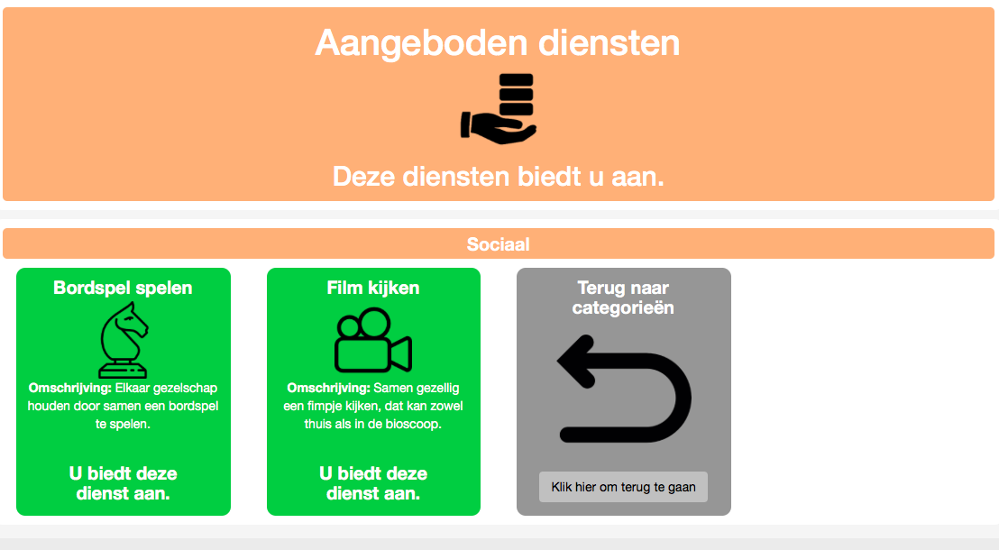 Aangeboden diensten
Deze diensten biedt u aan.
Sociaal
Bordspel spelen
Omschrijving: Elkaar gezelschap
houden door samen een bordspel
te spelen.
U biedt deze
dienst aan.
Film kijken
Omschrijving: Samen gezellig
een fimpje kijken, dat kan zowel
thuis als in de bioscoop.
U biedt deze
dienst aan.
Terug naar
categorieën
Klik hier om terug te gaan